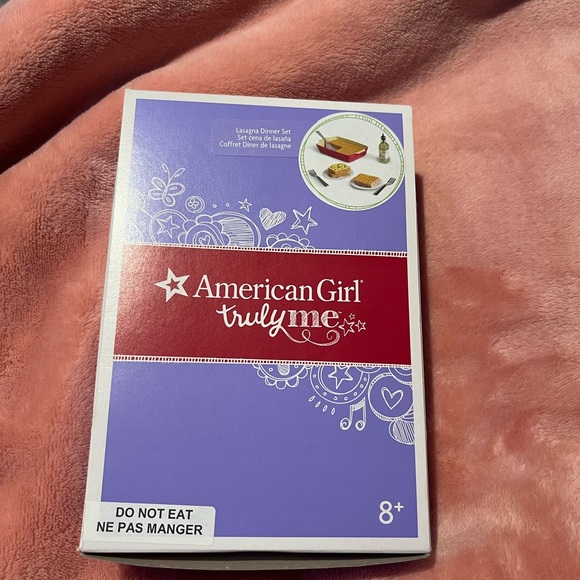 Lasagna Dinner Set
Set cena de lasaña
Coffret Dîner de lasagne
American Girl
truly me
DO NOT EAT
NE PAS MANGER
8+